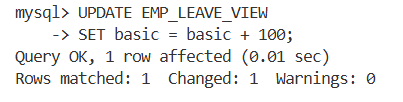 mysql> UPDATE EMP_LEAVE_VIEW
-> SET basic = basic + 100;
Query OK, 1 row affected (0.01 sec)
Rows matched: 1  Changed: 1  Warnings: 0